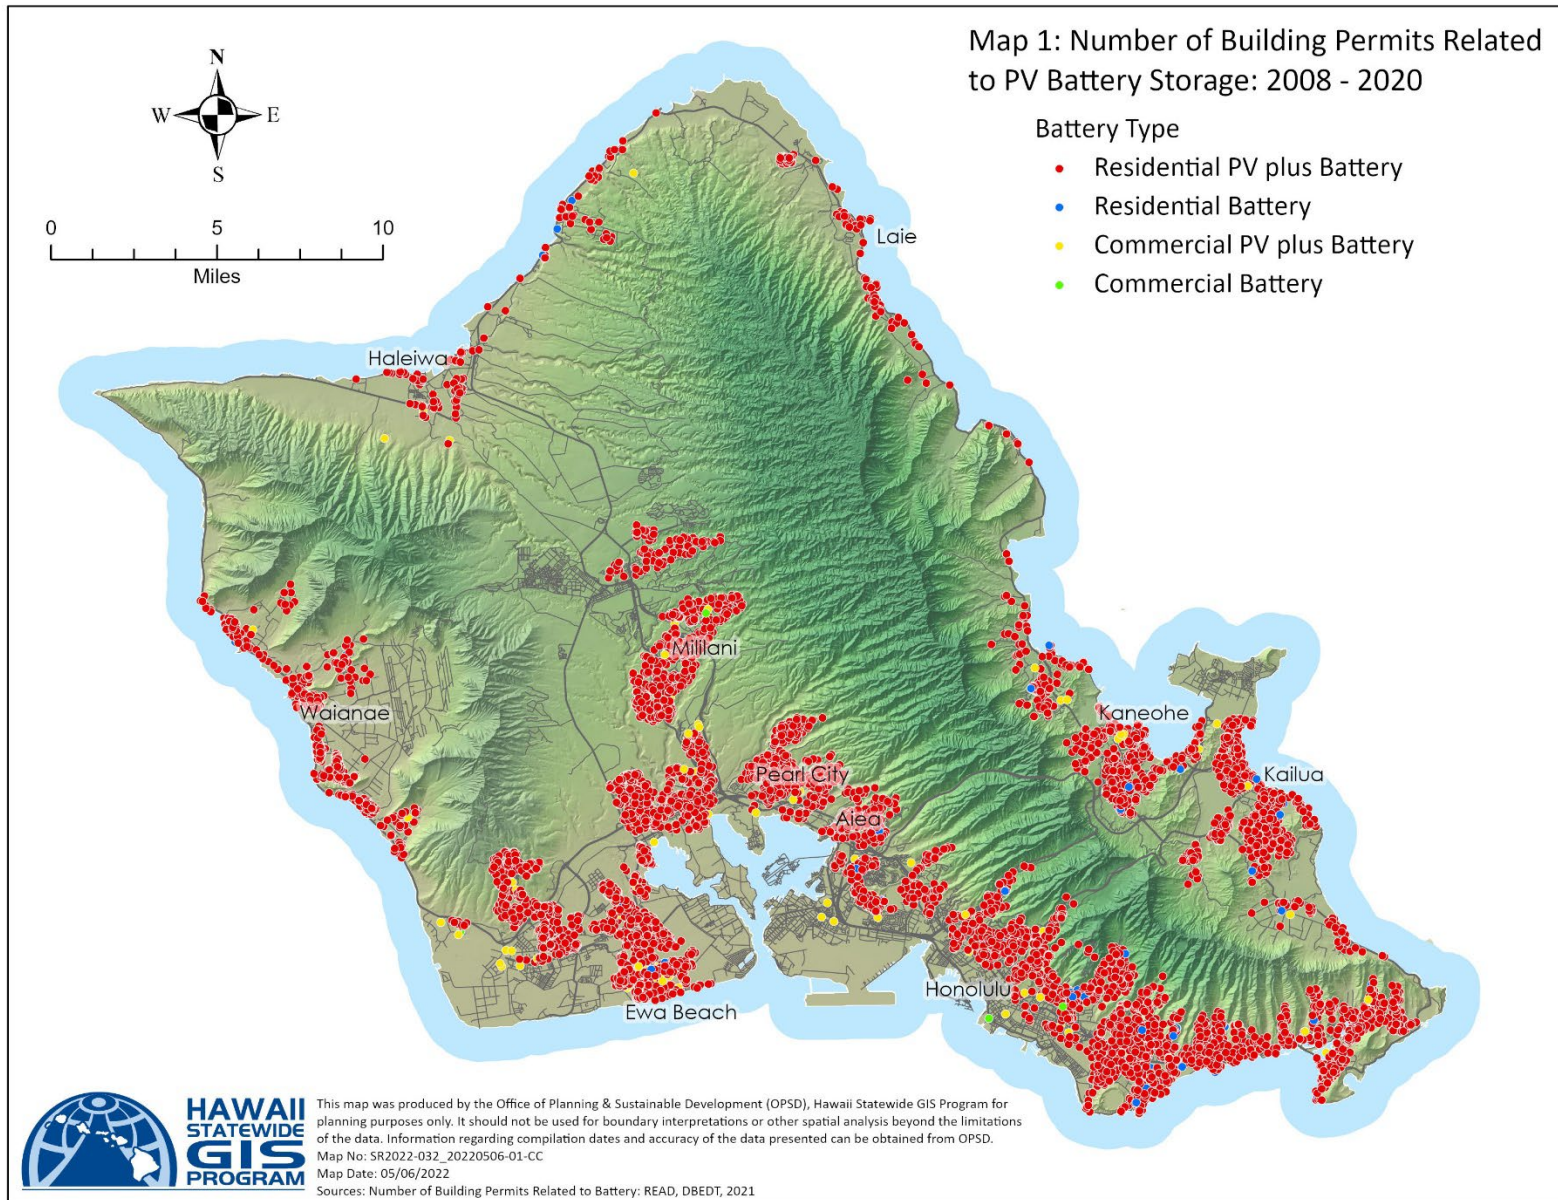 Map 1: Number of Building Permits Related
to PV Battery Storage: 2008 - 2020
Battery Type
Residential PV plus Battery
Residential Battery
Commercial PV plus Battery
Commercial Battery
N
W
E
S
0
5
10
Miles
Laie
Haleiwa
Mililani
Waianae
Kaneohe
Pearl City
Kailua
Aiea
Honolulu
Ewa Beach
HAWAII
STATEWIDE
GIS
PROGRAM
This map was produced by the Office of Planning & Sustainable Development (OPSD), Hawaii Statewide GIS Program for
planning purposes only. It should not be used for boundary interpretations or other spatial analysis beyond the limitations
of the data. Information regarding compilation dates and accuracy of the data presented can be obtained from OPSD.
Map No: SR2022-032_20220506-01-CC
Map Date: 05/06/2022
Sources: Number of Building Permits Related to Battery: READ, DBEDT, 2021